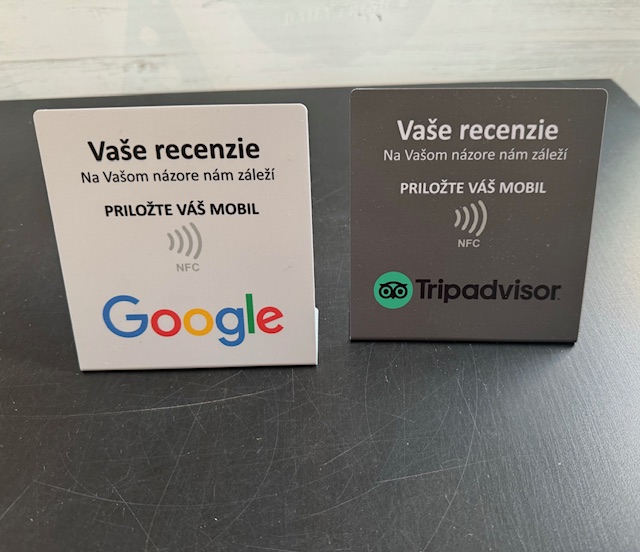 Vaše recenzie
Na Vašom názore nám záleží
PRILOŽTE VÁŠ MOBIL
NFC
Google
Vaše recenzie
Na Vašom názore nám záleží
PRILOŽTE VÁŠ MOBIL
NFC
Tripadvisor